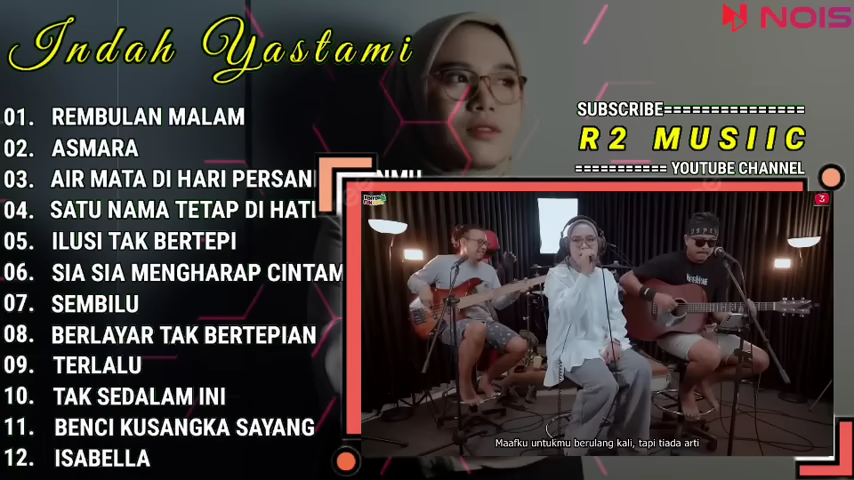 Indah Yastami
NOIS
SUBSCRIBE===============
R2 MUSIIC
=========== YOUTUBE CHANNEL
01. REMBULAN MALAM
02. ASMARA
03. AIR MATA DI HARI PERSAN
04. SATU NAMA TETAP DI HATI
05. ILUSI TAK BERTEPI
06. SIA SIA MENGHARAP CINTAM
07. SEMBILU
08. BERLAYAR TAK BERTEPIAN
09. TERLALU
10. TAK SEDALAM INI
11. BENCI KUSANGKA SAYANG
12. ISABELLA
3
Maafku untukmu berulang kali, tapi tiada arti